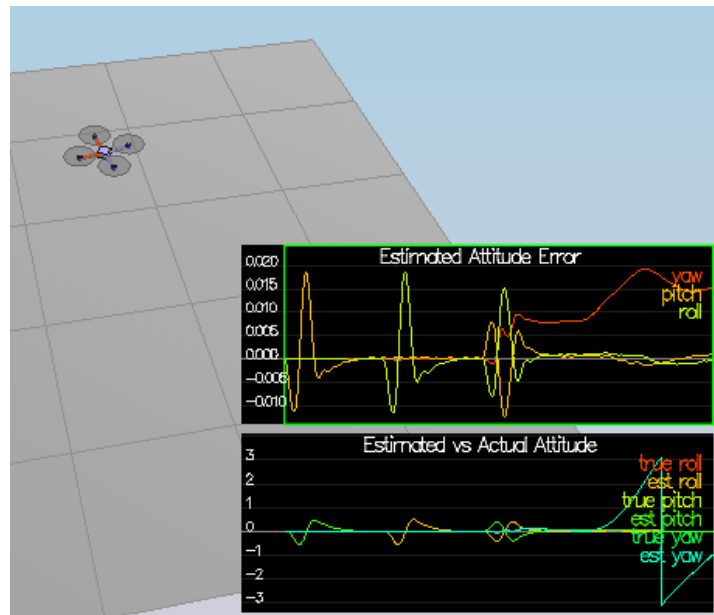 Estimated Attitude Error
0.020
0.015
0.010
0.005
0.000
-0.005
-0.010
yaw
pitch
roll
Estimated vs Actual Attitude
3
2
1
0
-1
-2
-3
true roll
est roll
true pitch
est pitch
true yaw
est yaw